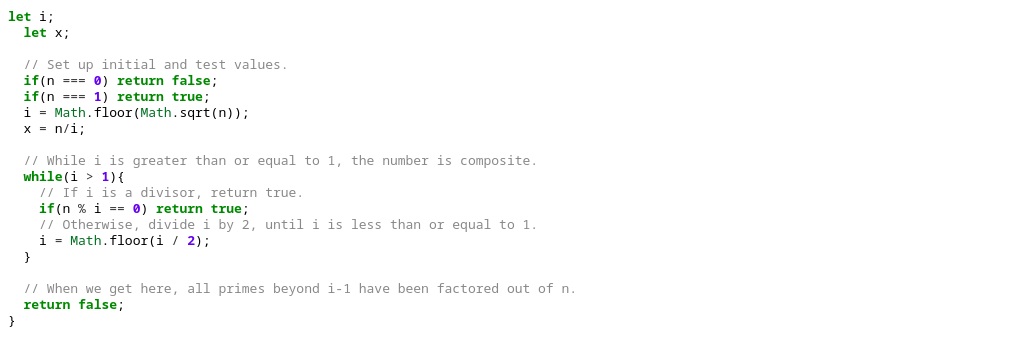 let i;
  let x;

  // Set up initial and test values.
  if(n === 0) return false;
  if(n === 1) return true;
  i = Math.floor(Math.sqrt(n));
  x = n/i;

  // While i is greater than or equal to 1, the number is composite.
  while(i > 1){
    // If i is a divisor, return true.
    if(n % i == 0) return true;
    // Otherwise, divide i by 2, until i is less than or equal to 1.
    i = Math.floor(i / 2);
  }

  // When we get here, all primes beyond i-1 have been factored out of n.
  return false;
}